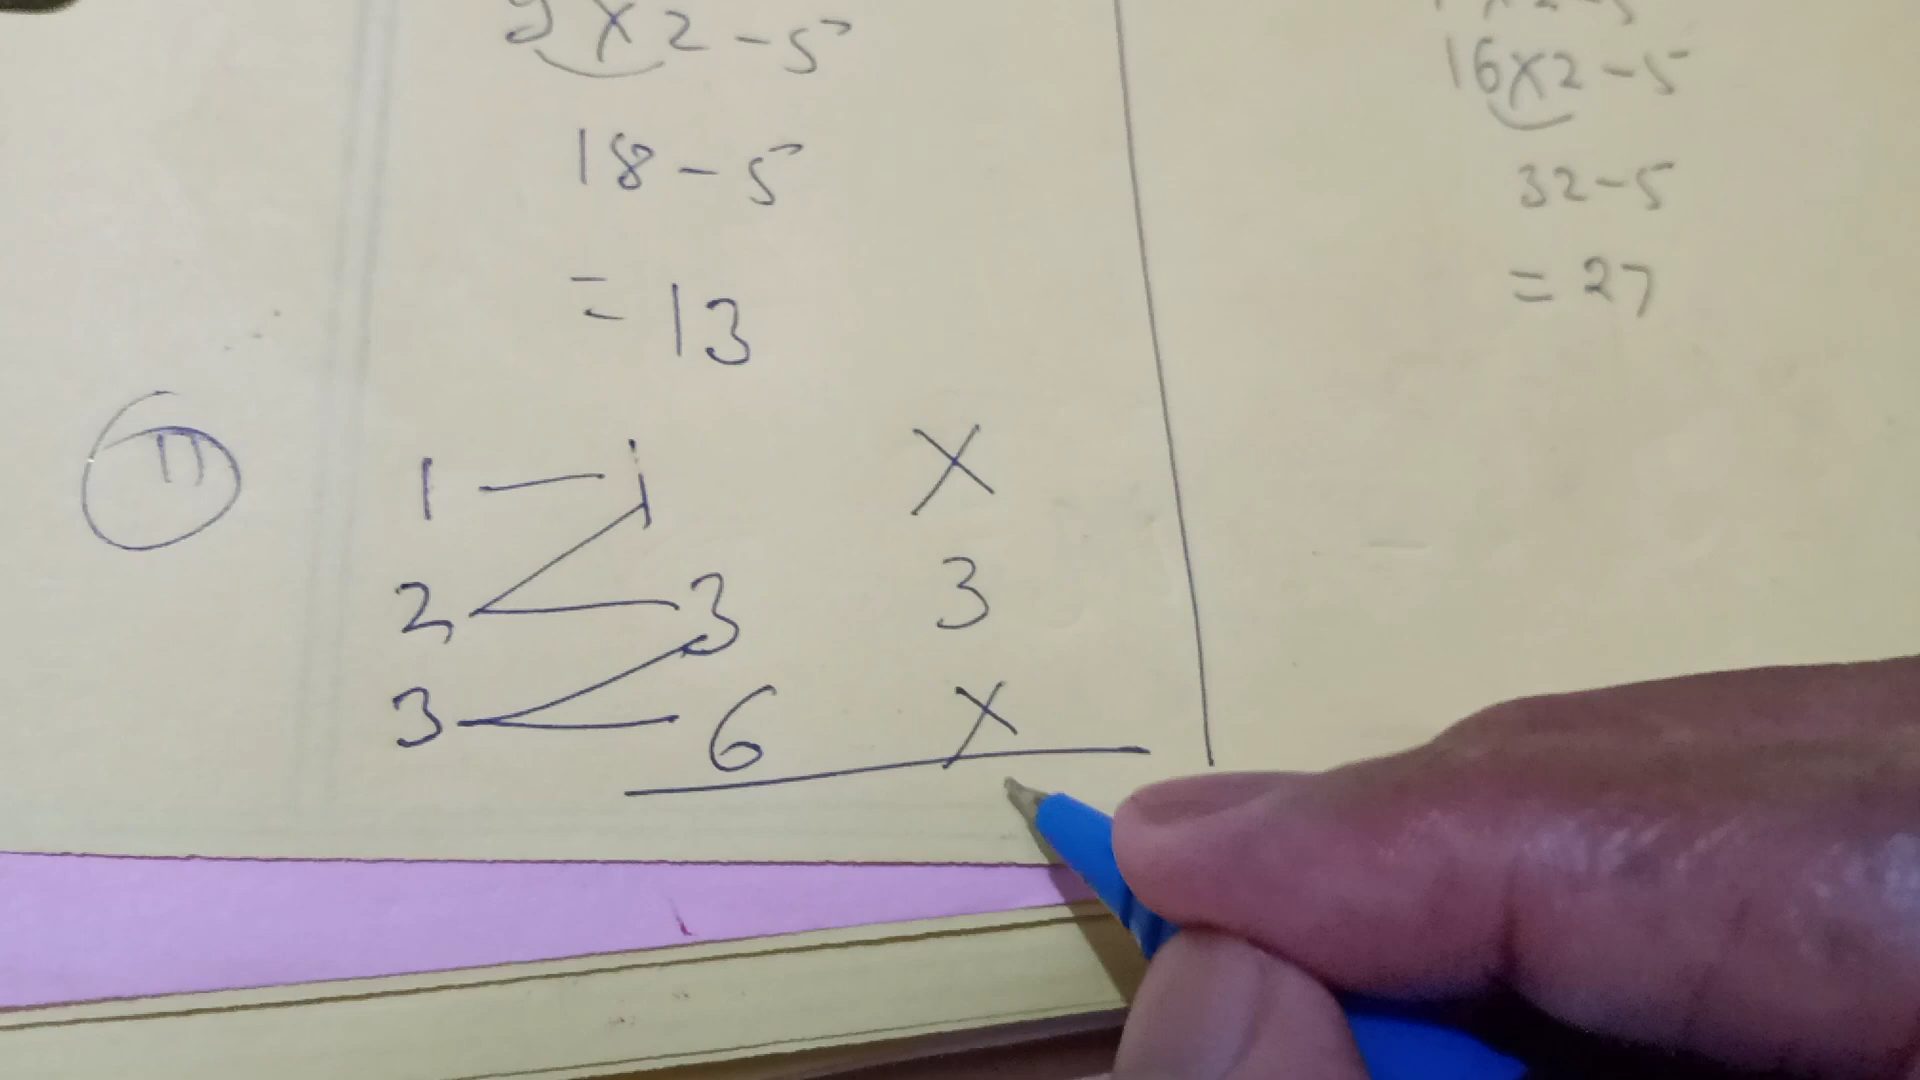 9 × 2 - 5
18 - 5
= 13
11
1 1 ×
2 3 3
3 6 ×
16×2-5
32-5
= 27